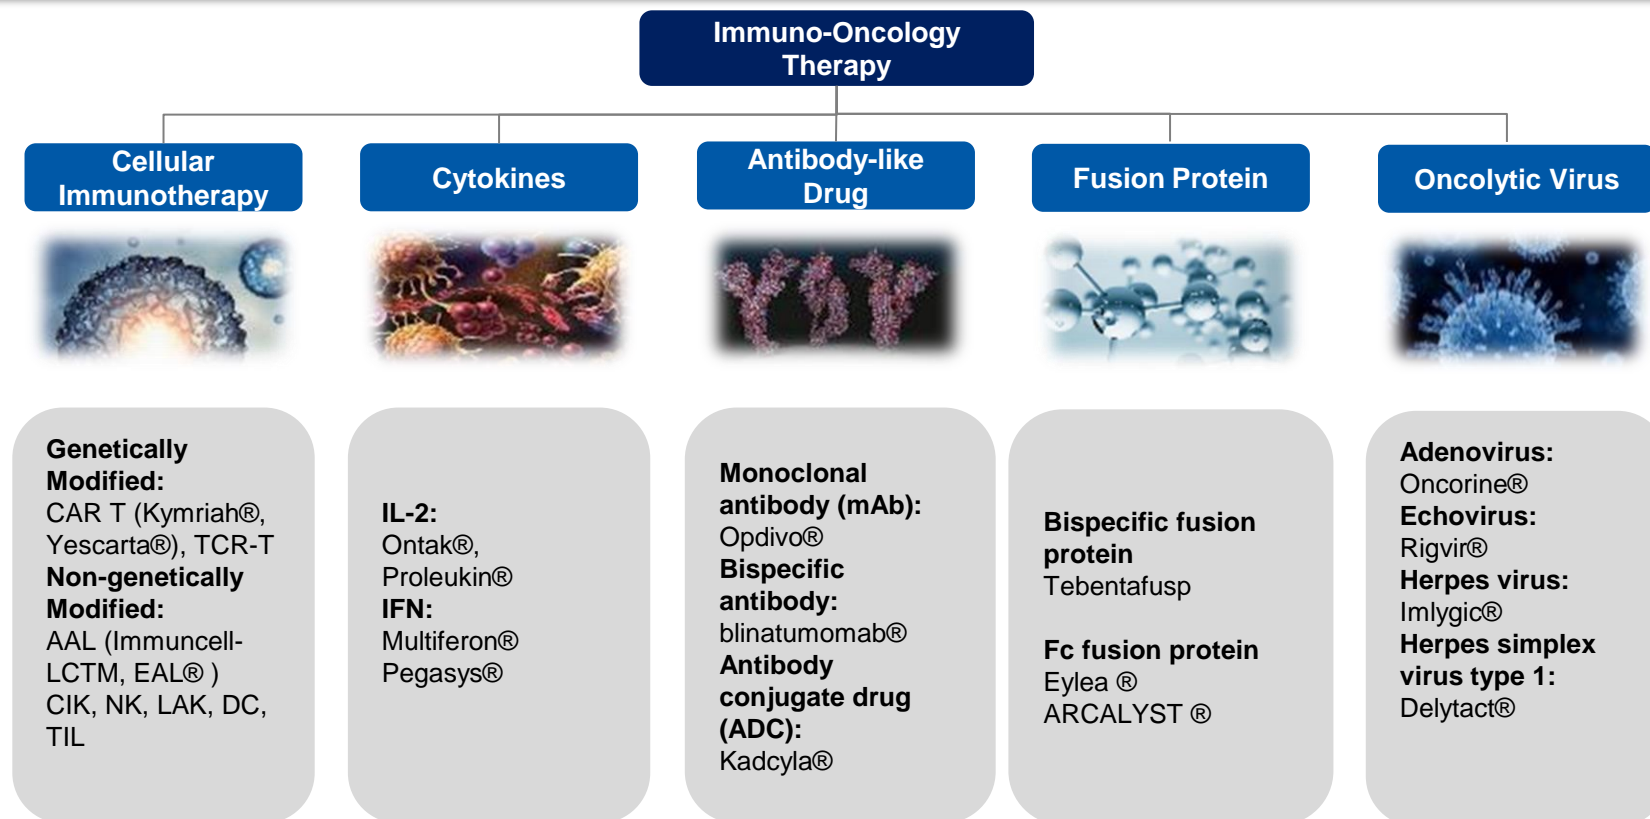 Immuno-Oncology
Therapy
Cellular
Immunotherapy
Cytokines
Antibody-like
Drug
Fusion Protein
Oncolytic Virus
Genetically
Modified:
CAR T (Kymriah®,
Yescarta®), TCR-T
Non-genetically
Modified:
AAL (Immuncell-
LCTM, EAL® )
CIK, NK, LAK, DC,
TIL
IL-2:
Ontak®,
Proleukin®
IFN:
Multiferon®
Pegasys®
Monoclonal
antibody (mAb):
Opdivo®
Bispecific
antibody:
blinatumomab®
Antibody
conjugate drug
(ADC):
Kadcyla®
Bispecific fusion
protein
Tebentafusp
Fc fusion protein
Eylea ®
ARCALYST ®
Adenovirus:
Oncorine®
Echovirus:
Rigvir®
Herpes virus:
Imlygic®
Herpes simplex
virus type 1:
Delytact®